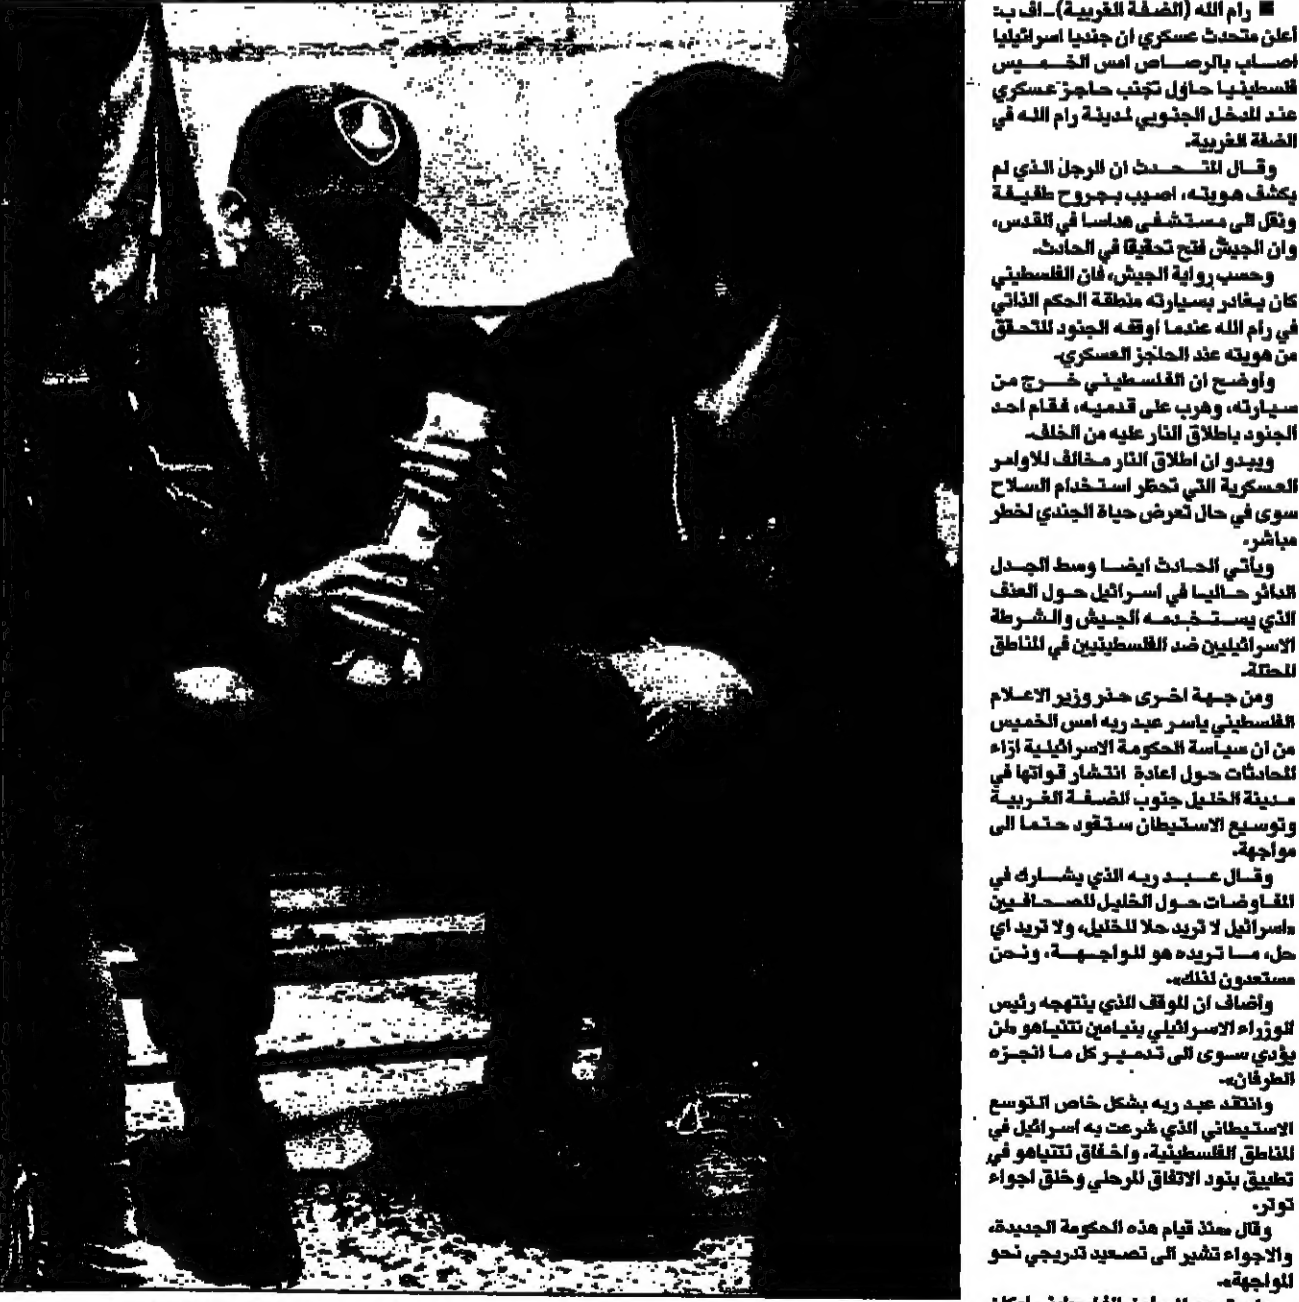 ■ رام الله (الضفة الغربية) ـ اف ب:
أعلن متحدث عسكري ان جنديا اسرائيليا
اصاب بالرصاص امس الخميس
فلسطينيا حاول تجنب حاجز عسكري
عند المدخل الجنوبي لمدينة رام الله في
الضفة الغربية.
وقال المتحدث ان الرجل الذي لم
يكشف هويته، اصيب بجروح طفيفة
ونقل الى مستشفى هداسا في القدس،
وان الجيش فتح تحقيقا في الحادث.
وحسب رواية الجيش، فان الفلسطيني
كان يغادر بسيارته منطقة الحكم الذاتي
في رام الله عندما أوقفه الجنود للتحقق
من هويته عند الحاجز العسكري.
وأوضح ان الفلسطيني خرج من
سيارته، وهرب على قدميه، فقام احد
الجنود باطلاق النار عليه من الخلف.
ويبدو ان اطلاق النار مخالف للاوامر
العسكرية التي تحظر استخدام السلاح
سوى في حال تعرض حياة الجندي لخطر
مباشر.
ويأتي الحادث ايضا وسط الجدل
الدائر حاليا في اسرائيل حول العنف
الذي يستخدمه الجيش والشرطة
الاسرائيليين ضد الفلسطينيين في المناطق
المحتلة.
ومن جهة اخرى حذر وزير الاعلام
الفلسطيني ياسر عبد ربه امس الخميس
من ان سياسة الحكومة الاسرائيلية ازاء
المحادثات حول اعادة انتشار قواتها في
مدينة الخليل جنوب الضفة الغربية
وتوسيع الاستيطان ستقود حتما الى
مواجهة.
وقال عبد ربه الذي يشارك في
المفاوضات حول الخليل للصحافيين
«اسرائيل لا تريد حلا للخليل، ولا تريد اي
حل، ما تريده هو المواجهة، ونحن
مستعدون لذلك».
وأضاف ان الموقف الذي ينتهجه رئيس
الوزراء الاسرائيلي بنيامين نتنياهو «لن
يؤدي سوى الى تدمير كل ما انجزه
الطرفان».
وانتقد عبد ربه بشكل خاص التوسع
الاستيطاني الذي شرعت به اسرائيل في
المناطق الفلسطينية، واخفاق نتنياهو في
تطبيق بنود الاتفاق المرحلي وخلق اجواء
توتر.
وقال «منذ قيام هذه الحكومة الجديدة،
والاجواء تشير الى تصعيد تدريجي نحو
المواجهة».